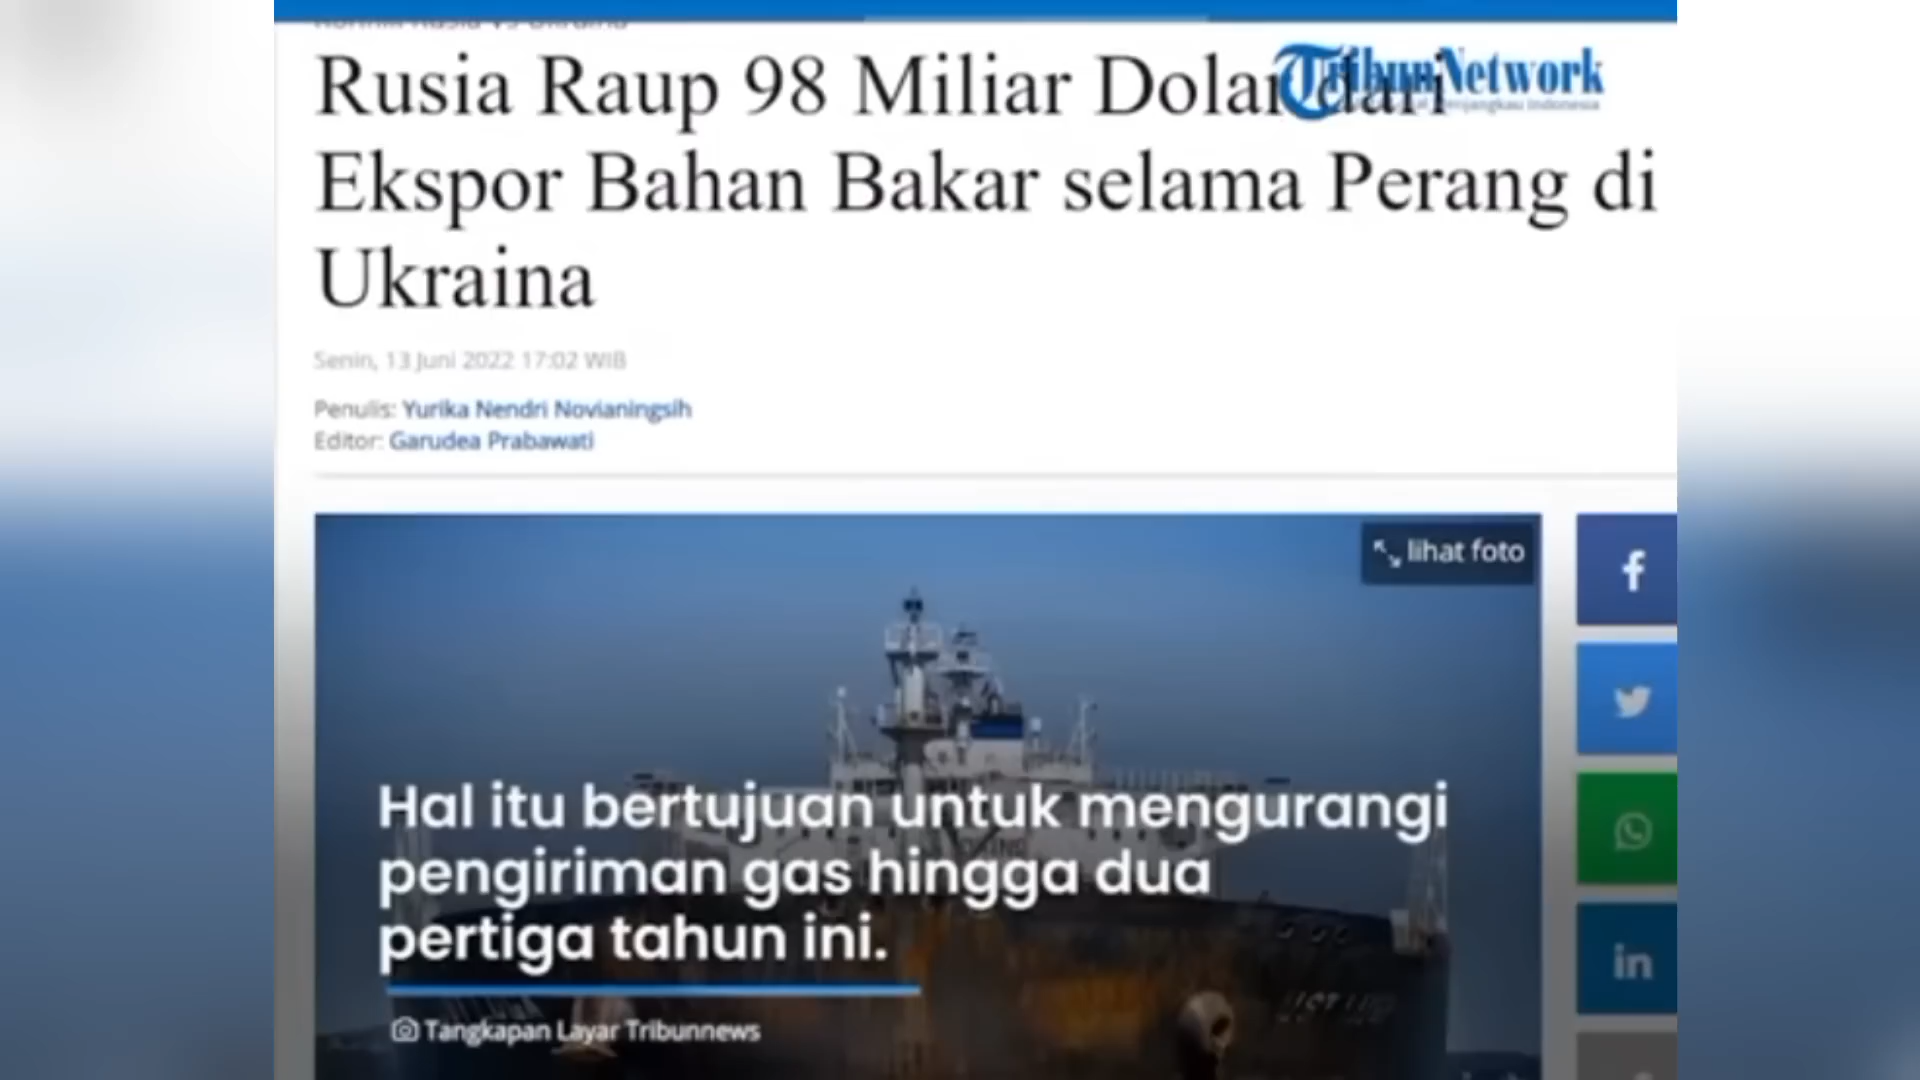 Rusia Raup 98 Miliar Dolar dari
Tribun Network
Ekspor Bahan Bakar selama Perang di
Ukraina
Senin, 13 Juni 2022 17:02 WIB
Penulis: Yurika Nendri Novianingsih
Editor: Garudea Prabawati
lihat foto
Hal itu bertujuan untuk mengurangi
pengiriman gas hingga dua
pertiga tahun ini.
Tangkapan Layar Tribunnews